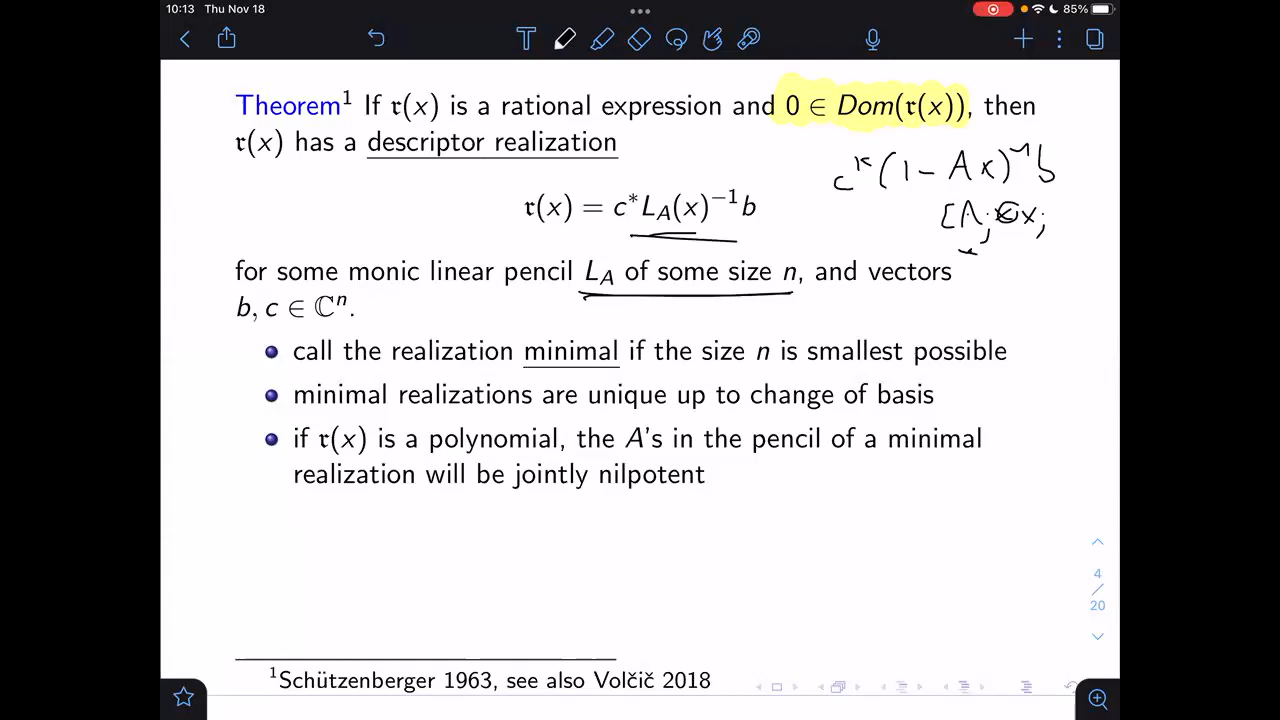 10:13 Thu Nov 18 85%
Theorem¹ If 𝔯(x) is a rational expression and 0 ∈ Dom(𝔯(x)), then
𝔯(x) has a descriptor realization
c*(1 - Ax)⁻¹b
𝔯(x) = c*L_A(x)⁻¹b
for some monic linear pencil L_A of some size n, and vectors
b, c ∈ ℂⁿ.
call the realization minimal if the size n is smallest possible
minimal realizations are unique up to change of basis
if 𝔯(x) is a polynomial, the A's in the pencil of a minimal
realization will be jointly nilpotent
4
/
20
¹Schützenberger 1963, see also Volčič 2018